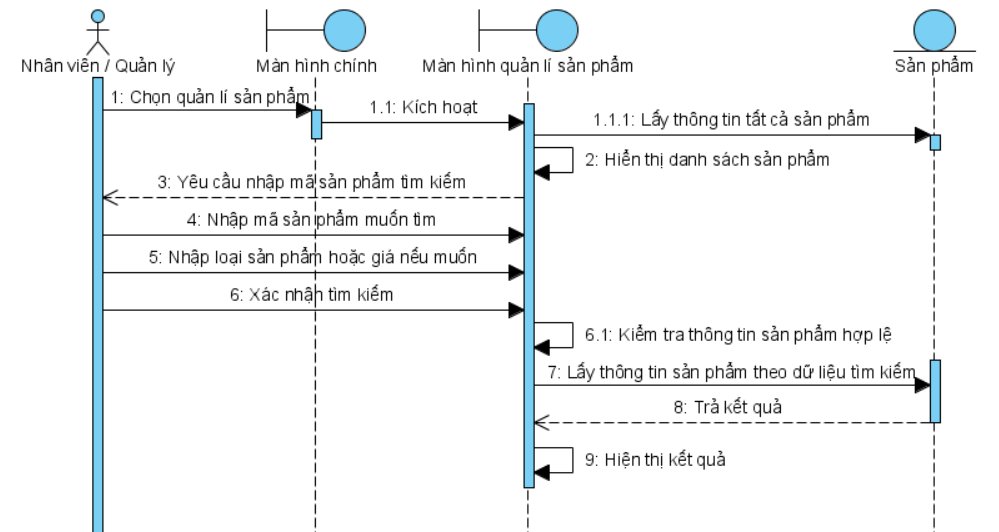 Nhân viên / Quản lý
Màn hình chính
Màn hình quản lí sản phẩm
Sản phẩm
1: Chọn quản lí sản phẩm
1.1: Kích hoạt
1.1.1: Lấy thông tin tất cả sản phẩm
2: Hiển thị danh sách sản phẩm
3: Yêu cầu nhập mã sản phẩm tìm kiếm
4: Nhập mã sản phẩm muốn tìm
5: Nhập loại sản phẩm hoặc giá nếu muốn
6: Xác nhận tìm kiếm
6.1: Kiểm tra thông tin sản phẩm hợp lệ
7: Lấy thông tin sản phẩm theo dữ liệu tìm kiếm
8: Trả kết quả
9: Hiện thị kết quả